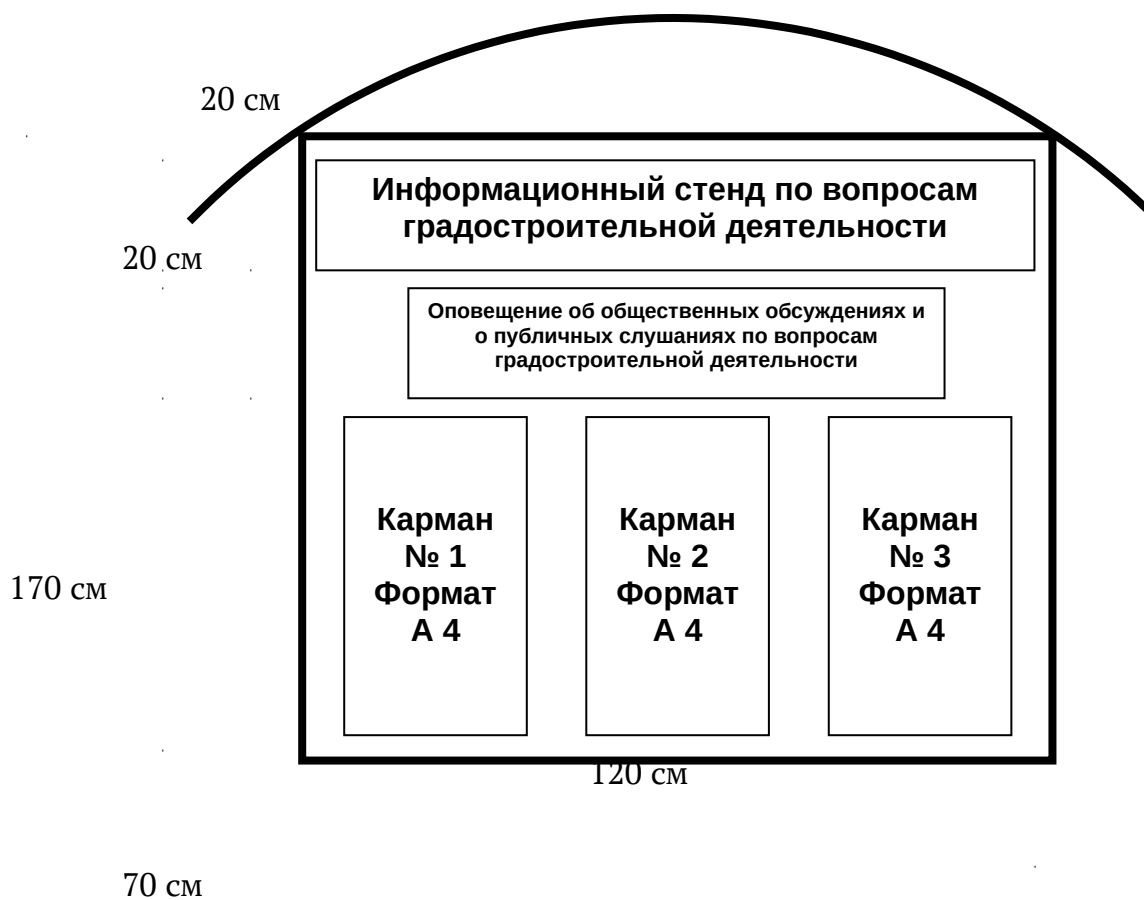 20 см
Информационный стенд по вопросам
градостроительной деятельности
20 см
Оповещение об общественных обсуждениях и
о публичных слушаниях по вопросам
градостроительной деятельности
Карман
№ 1
Формат
А 4
Карман
№ 2
Формат
А 4
Карман
№ 3
Формат
А 4
170 см
120 см
70 см